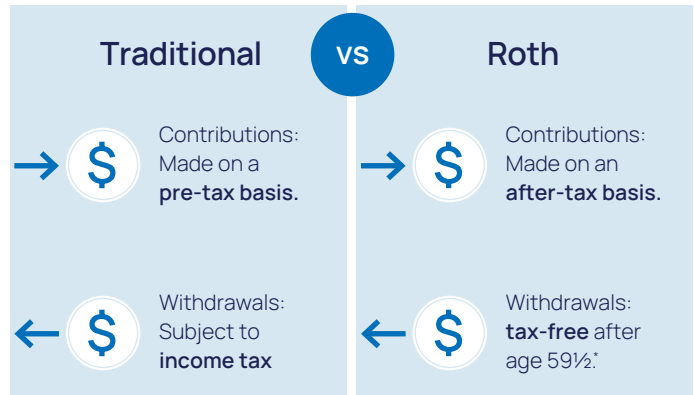 Traditional
vs
Roth
Contributions:
Made on a
pre-tax basis.
Contributions:
Made on an
after-tax basis.
Withdrawals:
Subject to
income tax
Withdrawals:
tax-free after
age 59½.*